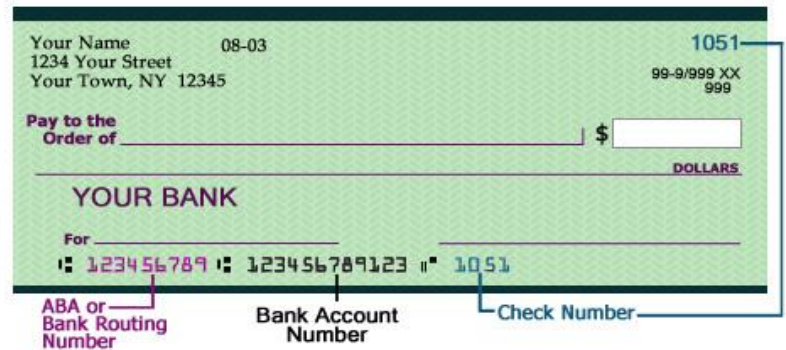 Your Name 08-03 1051
1234 Your Street
Your Town, NY 12345
99-9/999 XX
999
Pay to the
Order of $
DOLLARS
YOUR BANK
For
⑆ 123456789 ⑆ 123456789123 ⑈ 1051
ABA or
Bank Routing
Number
Bank Account
Number
Check Number